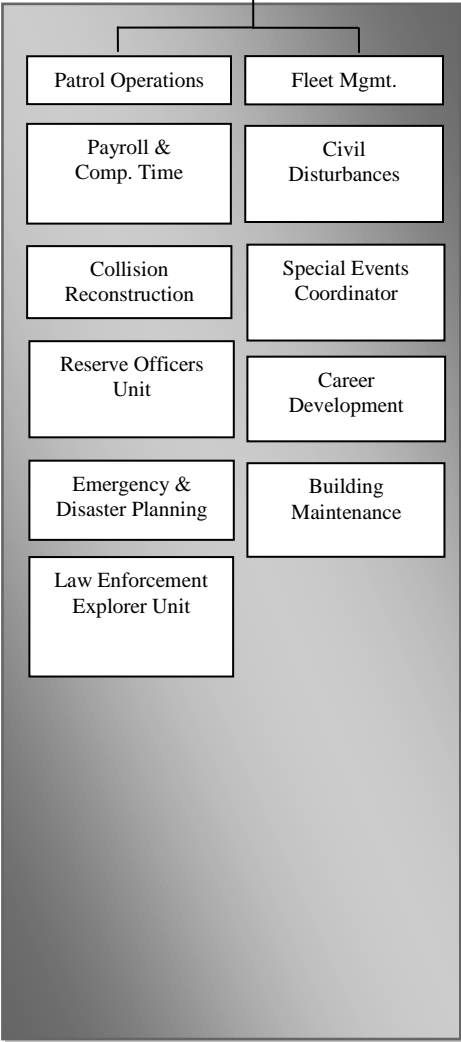 Patrol Operations
Fleet Mgmt.
Payroll &
Comp. Time
Civil
Disturbances
Collision
Reconstruction
Special Events
Coordinator
Reserve Officers
Unit
Career
Development
Emergency &
Disaster Planning
Building
Maintenance
Law Enforcement
Explorer Unit